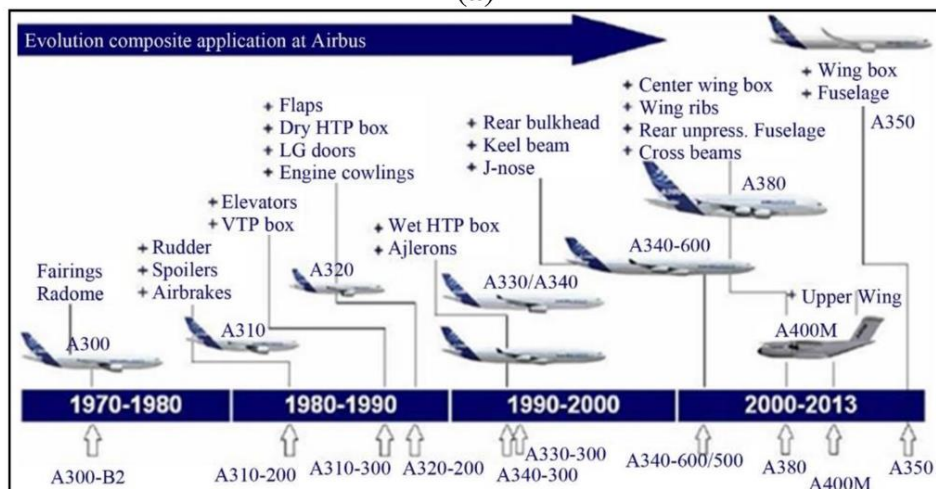 Evolution composite application at Airbus
+ Wing box
+ Fuselage
A350
+ Center wing box
+ Wing ribs
+ Rear unpress. Fuselage
+ Cross beams
A380
+ Flaps
+ Dry HTP box
+ LG doors
+ Engine cowlings
A320
+ Rear bulkhead
+ Keel beam
+ J-nose
A340-600
+ Elevators
+ VTP box
+ Wet HTP box
+ Ajlerons
A330/A340
+ Rudder
+ Spoilers
+ Airbrakes
A310
Fairings
Radome
A300
+ Upper Wing
A400M
1970-1980
1980-1990
1990-2000
2000-2013
A300-B2
A310-200
A310-300
A320-200
A330-300
A340-300
A340-600/500
A380
A400M
A350